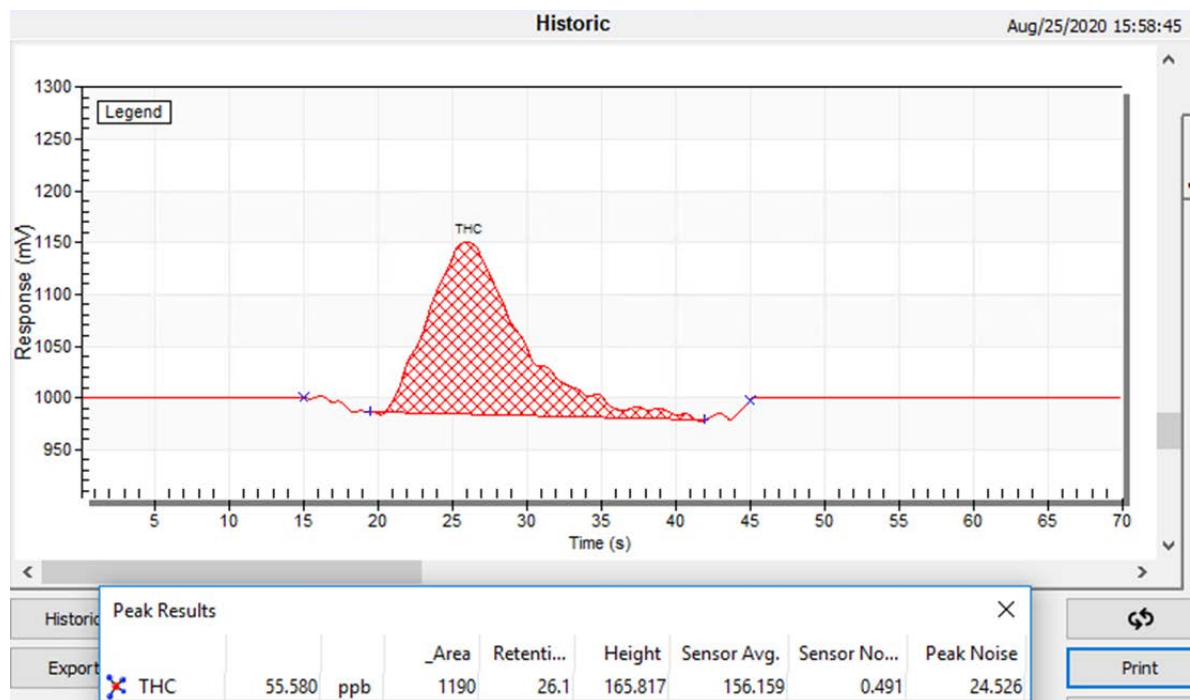 Historic Aug/25/2020 15:58:45
1300
Legend
1250
1200
THC
1150
1100
1050
1000
950
Response (mV)
5 10 15 20 25 30 35 40 45 50 55 60 65 70
Time (s)
Peak Results
_Area Retenti... Height Sensor Avg. Sensor No... Peak Noise
THC 55.580 ppb 1190 26.1 165.817 156.159 0.491 24.526
Historic
Export
Print